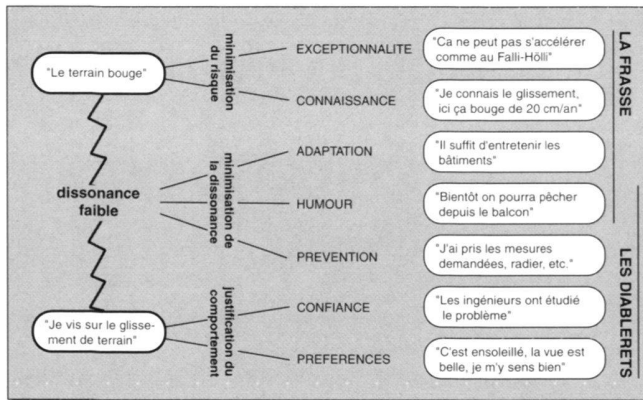 "Le terrain bouge"
minimisation
du risque
EXCEPTIONNALITE
"Ca ne peut pas s'accélérer
comme au Falli-Hölli"
CONNAISSANCE
"Je connais le glissement,
ici ça bouge de 20 cm/an"
LA FRASSE
dissonance
faible
minimisation de
la dissonance
ADAPTATION
"Il suffit d'entretenir les
bâtiments"
HUMOUR
"Bientôt on pourra pêcher
depuis le balcon"
PREVENTION
"J'ai pris les mesures
demandées, radier, etc."
LES DIABLERETS
"Je vis sur le glisse-
ment de terrain"
justification du
comportement
CONFIANCE
"Les ingénieurs ont étudié
le problème"
PREFERENCES
"C'est ensoleillé, la vue est
belle, je m'y sens bien"